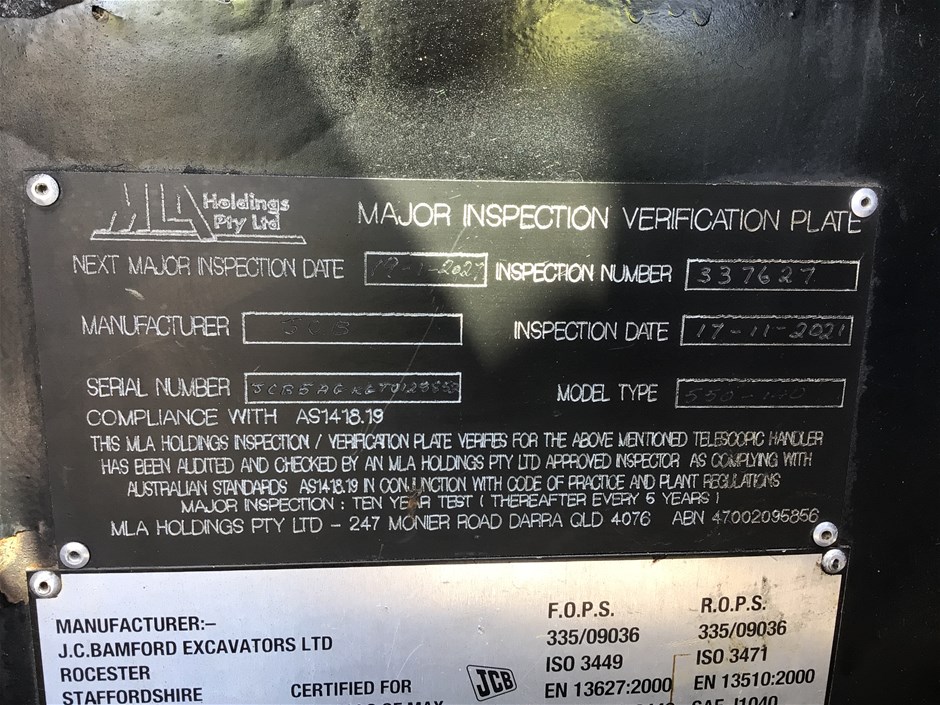 MLA Holdings
Pty Ltd
MAJOR INSPECTION VERIFICATION PLATE
NEXT MAJOR INSPECTION DATE INSPECTION NUMBER 337627
MANUFACTURER JCB INSPECTION DATE 17-11-2021
SERIAL NUMBER MODEL TYPE 550-140
COMPLIANCE WITH AS1418.19
THIS MLA HOLDINGS INSPECTION / VERIFICATION PLATE VERIFIES FOR THE ABOVE MENTIONED TELESCOPIC HANDLER
HAS BEEN AUDITED AND CHECKED BY AN MLA HOLDINGS PTY LTD APPROVED INSPECTOR AS COMPLYING WITH
AUSTRALIAN STANDARDS AS1418.19 IN CONJUNCTION WITH CODE OF PRACTICE AND PLANT REGULATIONS
MAJOR INSPECTION : TEN YEAR TEST ( THEREAFTER EVERY 5 YEARS )
MLA HOLDINGS PTY LTD - 247 MONIER ROAD DARRA QLD 4076 ABN 47002095856
MANUFACTURER:-
J.C.BAMFORD EXCAVATORS LTD
ROCESTER
STAFFORDSHIRE
CERTIFIED FOR
JCB
F.O.P.S.
335/09036
ISO 3449
EN 13627:2000
R.O.P.S.
335/09036
ISO 3471
EN 13510:2000
SAE J1040